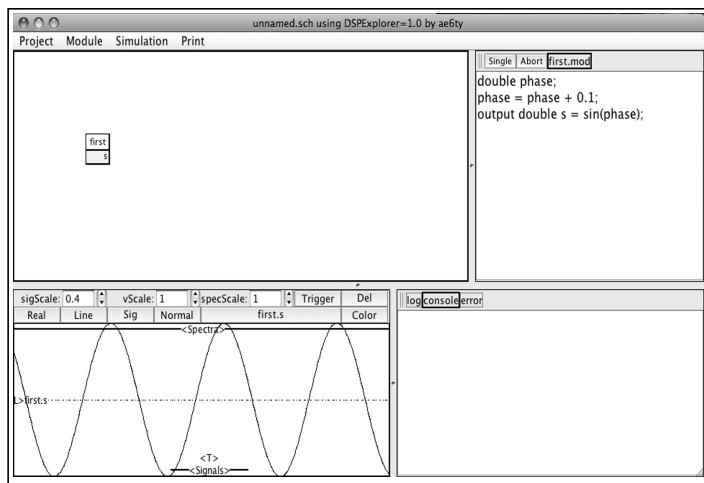 unnamed.sch using DSPExplorer=1.0 by ae6ty
Project Module Simulation Print
Single Abort first.mod
double phase;
phase = phase + 0.1;
output double s = sin(phase);
first
s
sigScale: 0.4 vScale: 1 specScale: 1 Trigger Del
Real Line Sig Normal first.s Color
<Spectra>
L>first.s
<T>
<Signals>
log console error